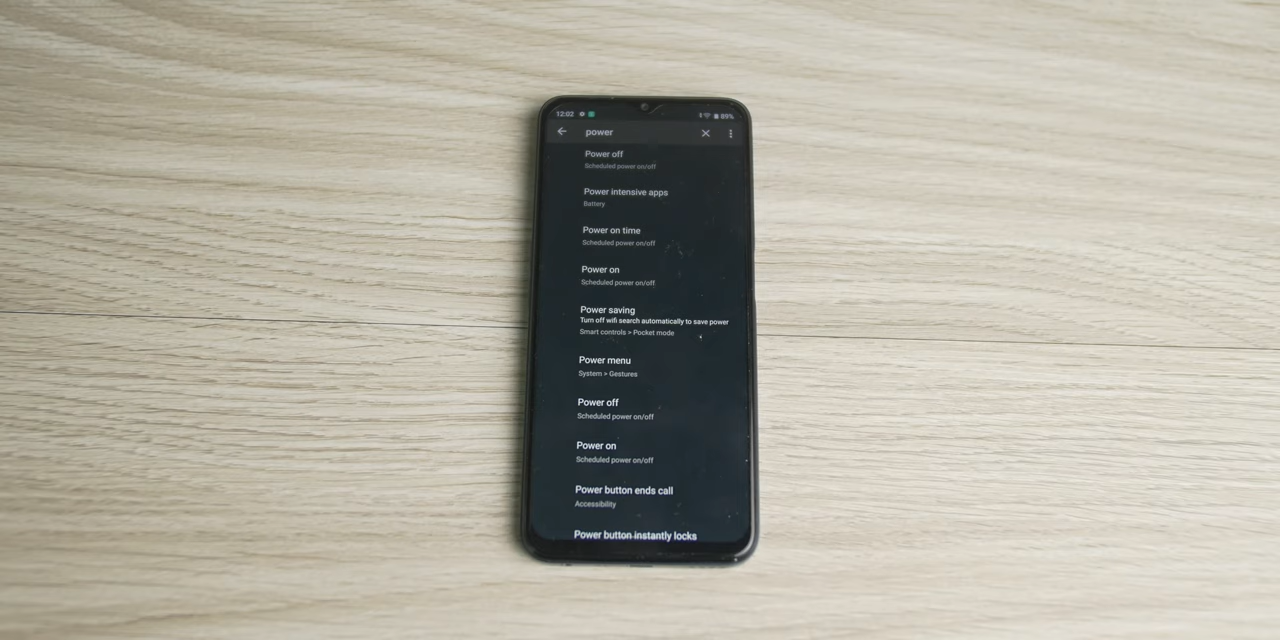 12:02
89%
power
Power off
Scheduled power on/off
Power intensive apps
Battery
Power on time
Scheduled power on/off
Power on
Scheduled power on/off
Power saving
Turn off wifi search automatically to save power
Smart controls > Pocket mode
Power menu
System > Gestures
Power off
Scheduled power on/off
Power on
Scheduled power on/off
Power button ends call
Accessibility
Power button instantly locks